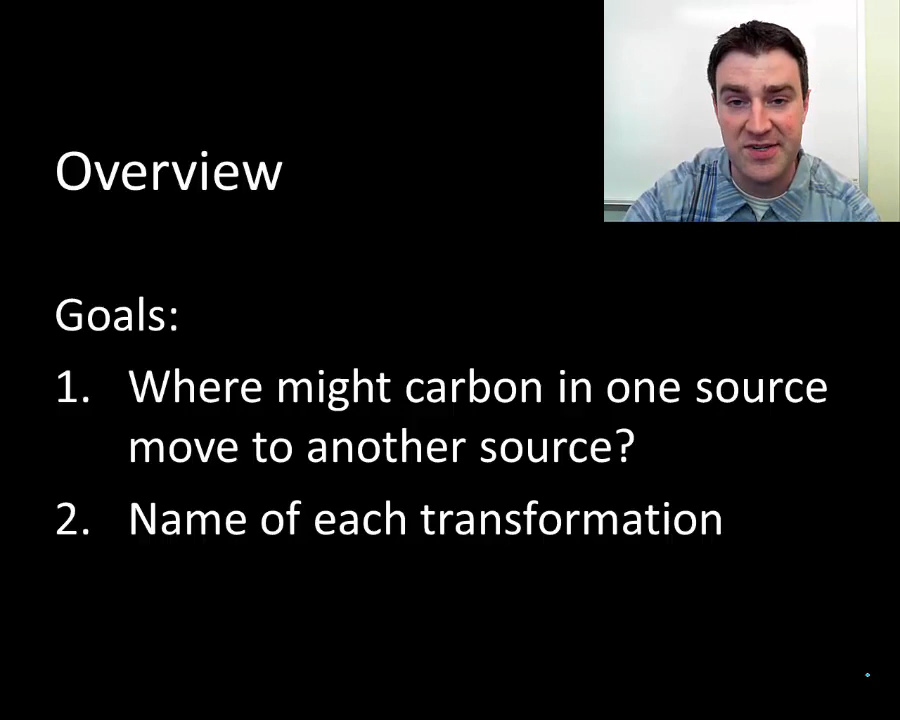 Overview
Goals:
1. Where might carbon in one source
move to another source?
2. Name of each transformation